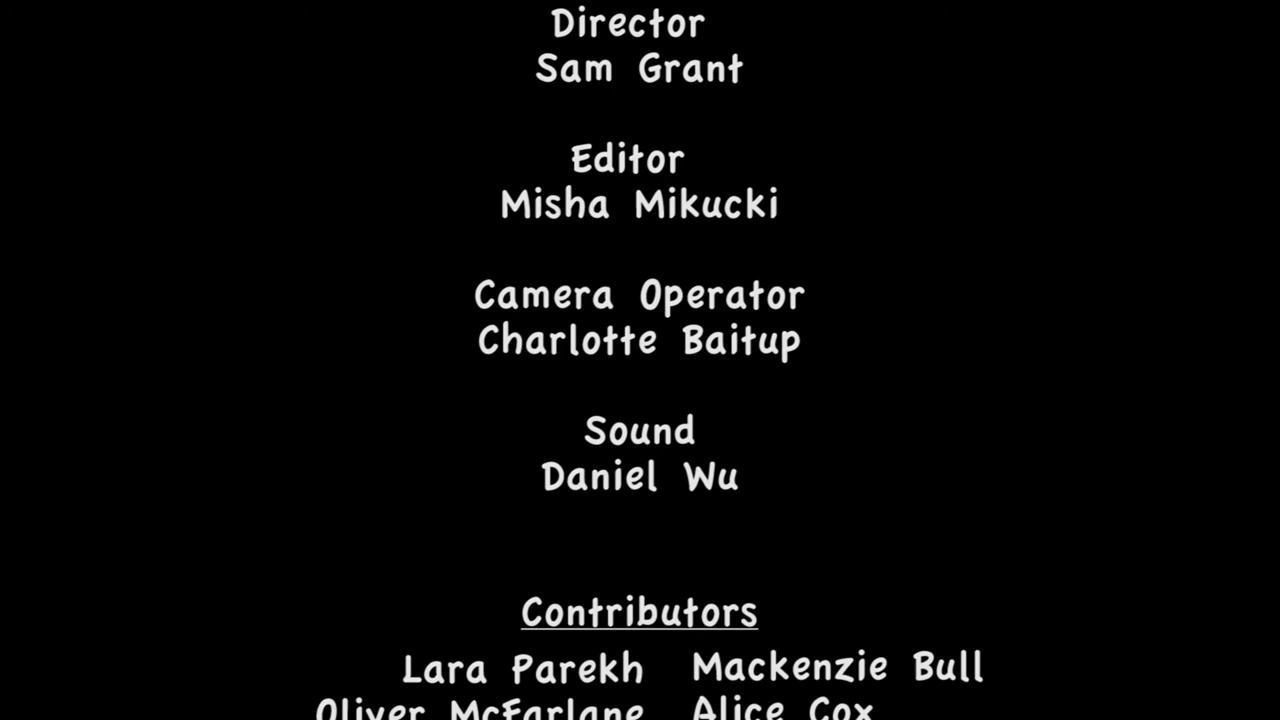 Director
Sam Grant
Editor
Misha Mikucki
Camera Operator
Charlotte Baitup
Sound
Daniel Wu
Contributors
Lara Parekh Mackenzie Bull
Oliver McFarlane Alice Cox